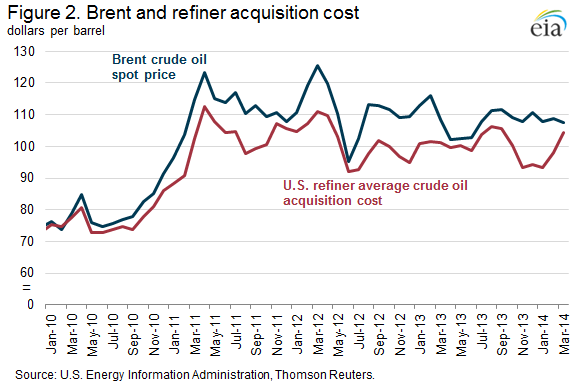 Figure 2. Brent and refiner acquisition cost
dollars per barrel
eia
130
120
110
100
90
80
70
60
0
Brent crude oil
spot price
U.S. refiner average crude oil
acquisition cost
Jan-10
Mar-10
May-10
Jul-10
Sep-10
Nov-10
Jan-11
Mar-11
May-11
Jul-11
Sep-11
Nov-11
Jan-12
Mar-12
May-12
Jul-12
Sep-12
Nov-12
Jan-13
Mar-13
May-13
Jul-13
Sep-13
Nov-13
Jan-14
Mar-14
Source: U.S. Energy Information Administration, Thomson Reuters.